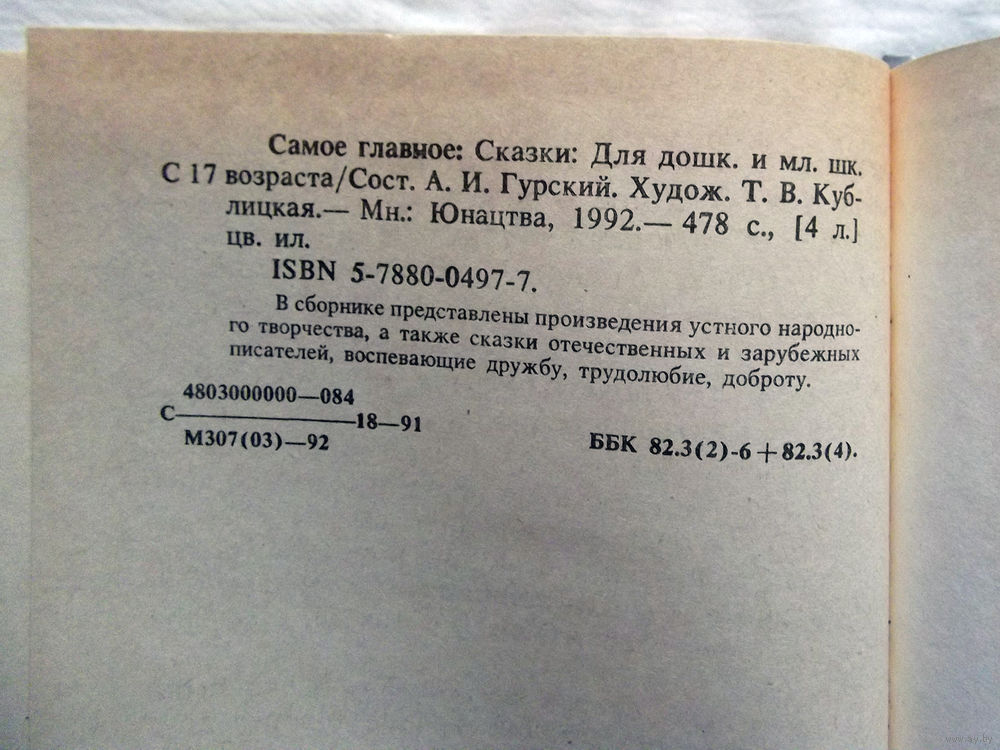 Самое главное: Сказки: Для дошк. и мл. шк.
С 17 возраста/Сост. А. И. Гурский. Худож. Т. В. Куб-
лицкая.— Мн.: Юнацтва, 1992.— 478 с., [4 л.]
цв. ил.
ISBN 5-7880-0497-7.
В сборнике представлены произведения устного народно-
го творчества, а также сказки отечественных и зарубежных
писателей, воспевающие дружбу, трудолюбие, доброту.
4803000000—084
С————————18—91
М307(03)—92
ББК 82.3(2)-6+82.3(4).
www.ay.by